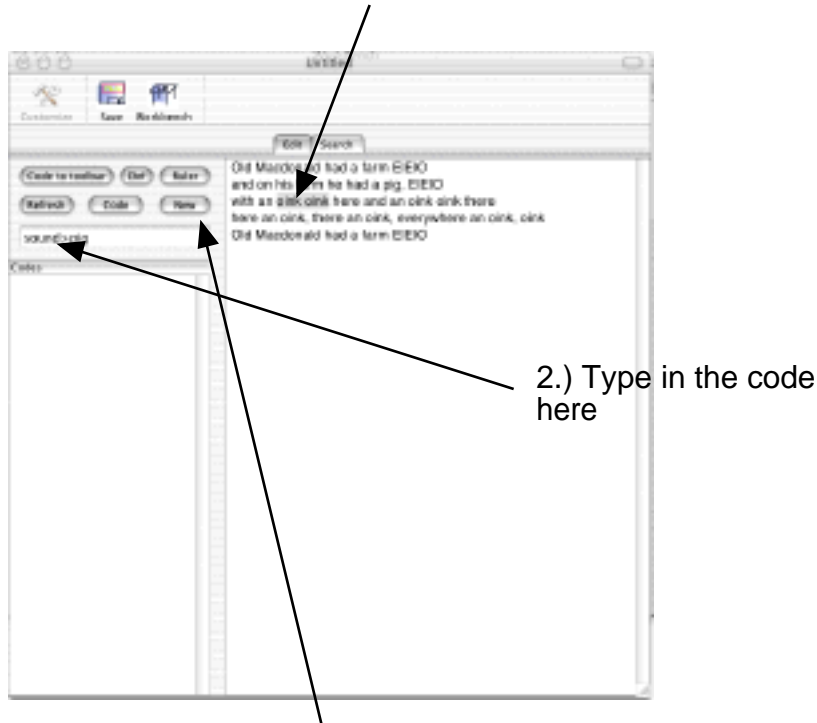 Untitled
Customize Save Workbench
Edit Search
Code to toolbar Del Ruler
Refresh Code New
sound>pig
Codes
Old Macdonald had a farm EIEIO
and on his farm he had a pig. EIEIO
with an oink oink here and an oink oink there
here an oink, there an oink, everywhere an oink, oink
Old Macdonald had a farm EIEIO
2.) Type in the code
here